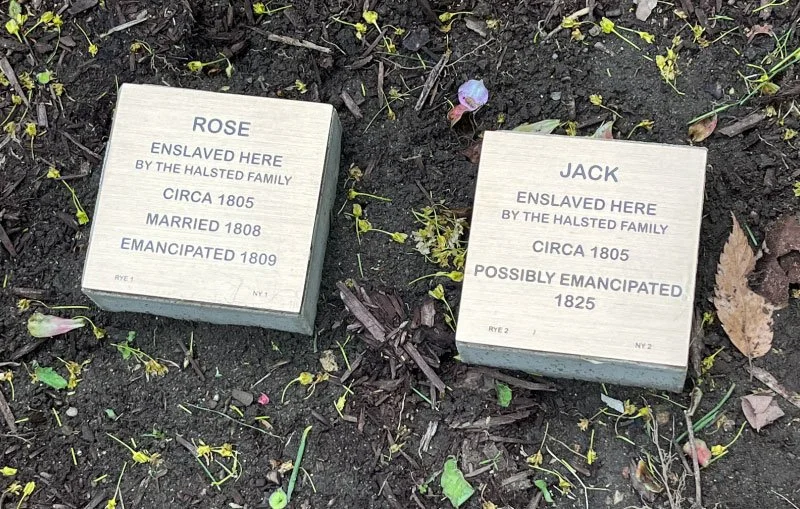 ROSE
ENSLAVED HERE
BY THE HALSTED FAMILY
CIRCA 1805
MARRIED 1808
EMANCIPATED 1809
RYE 1
NY 1
JACK
ENSLAVED HERE
BY THE HALSTED FAMILY
CIRCA 1805
POSSIBLY EMANCIPATED
1825
RYE 2
NY 2